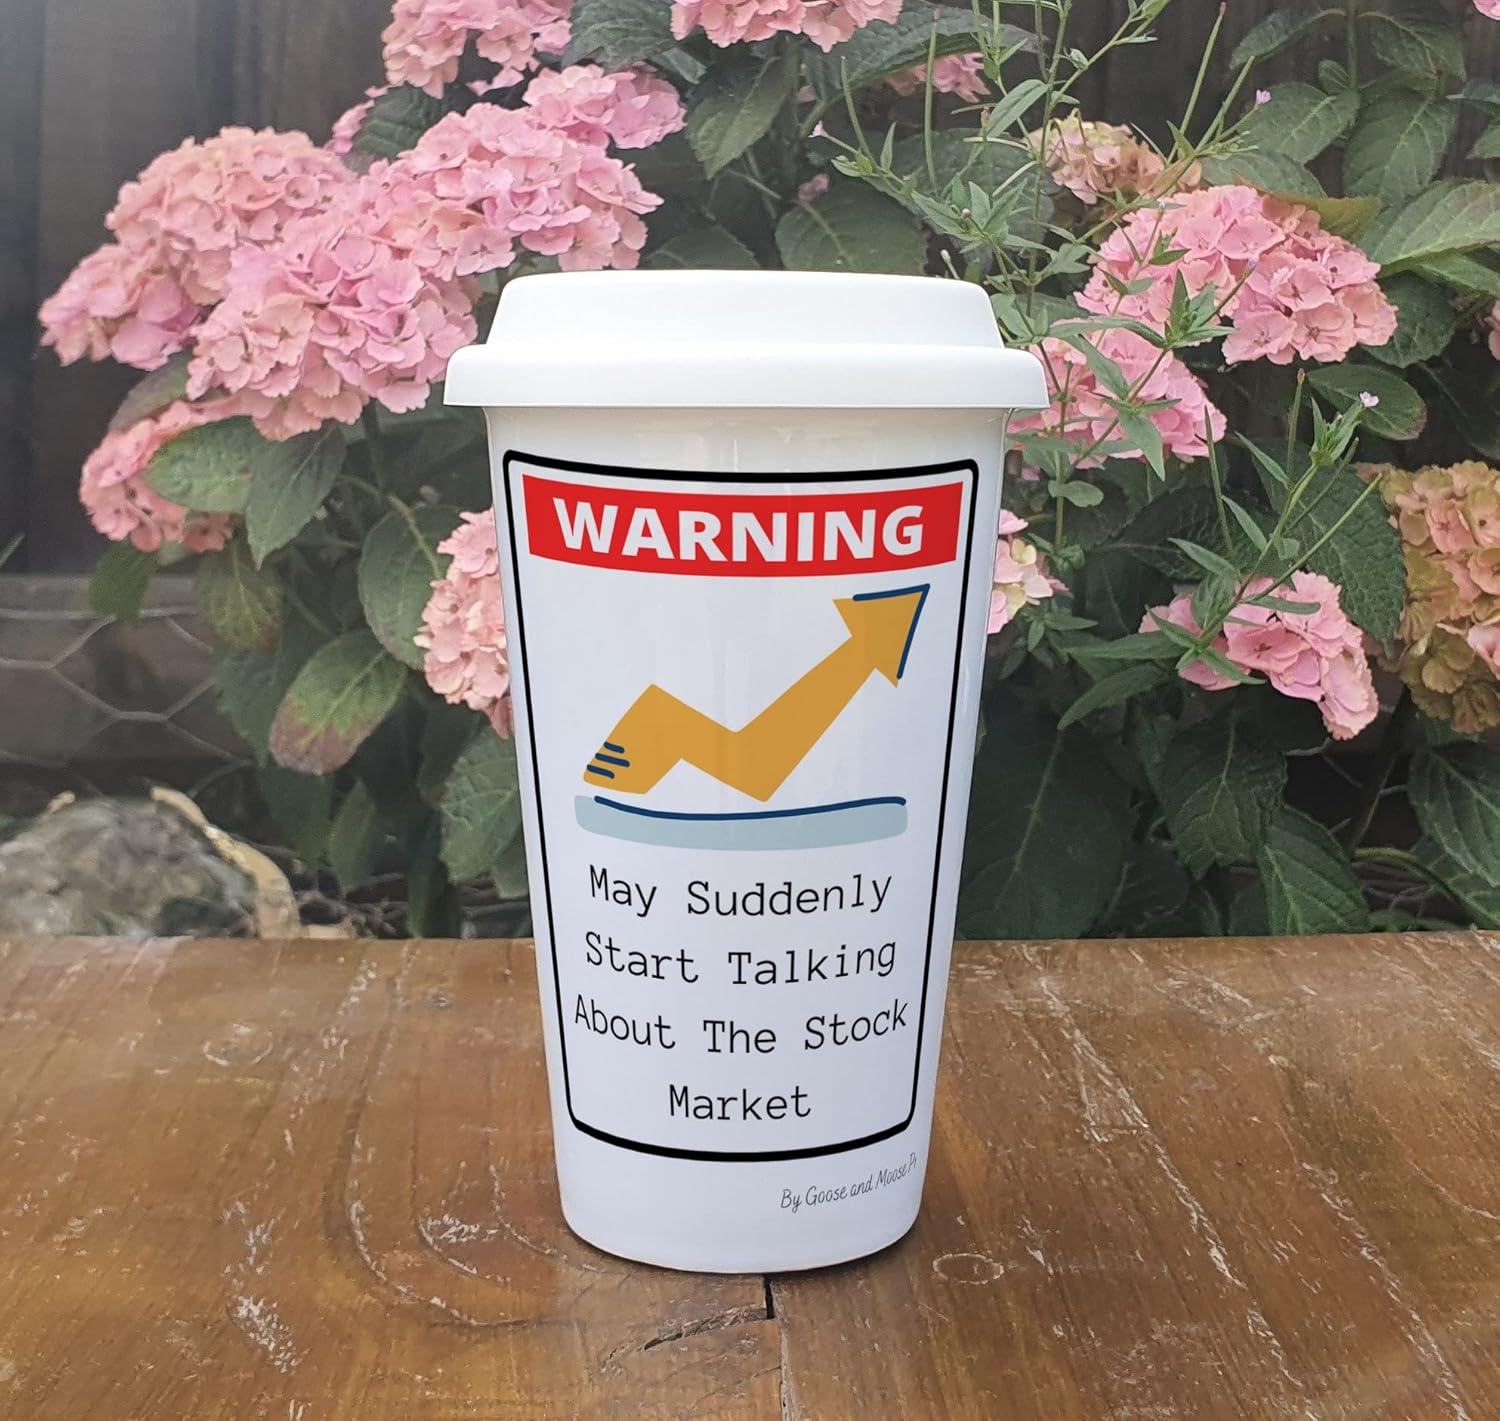 WARNING
May Suddenly
Start Talking
About The Stock
Market
By Goose and Moose